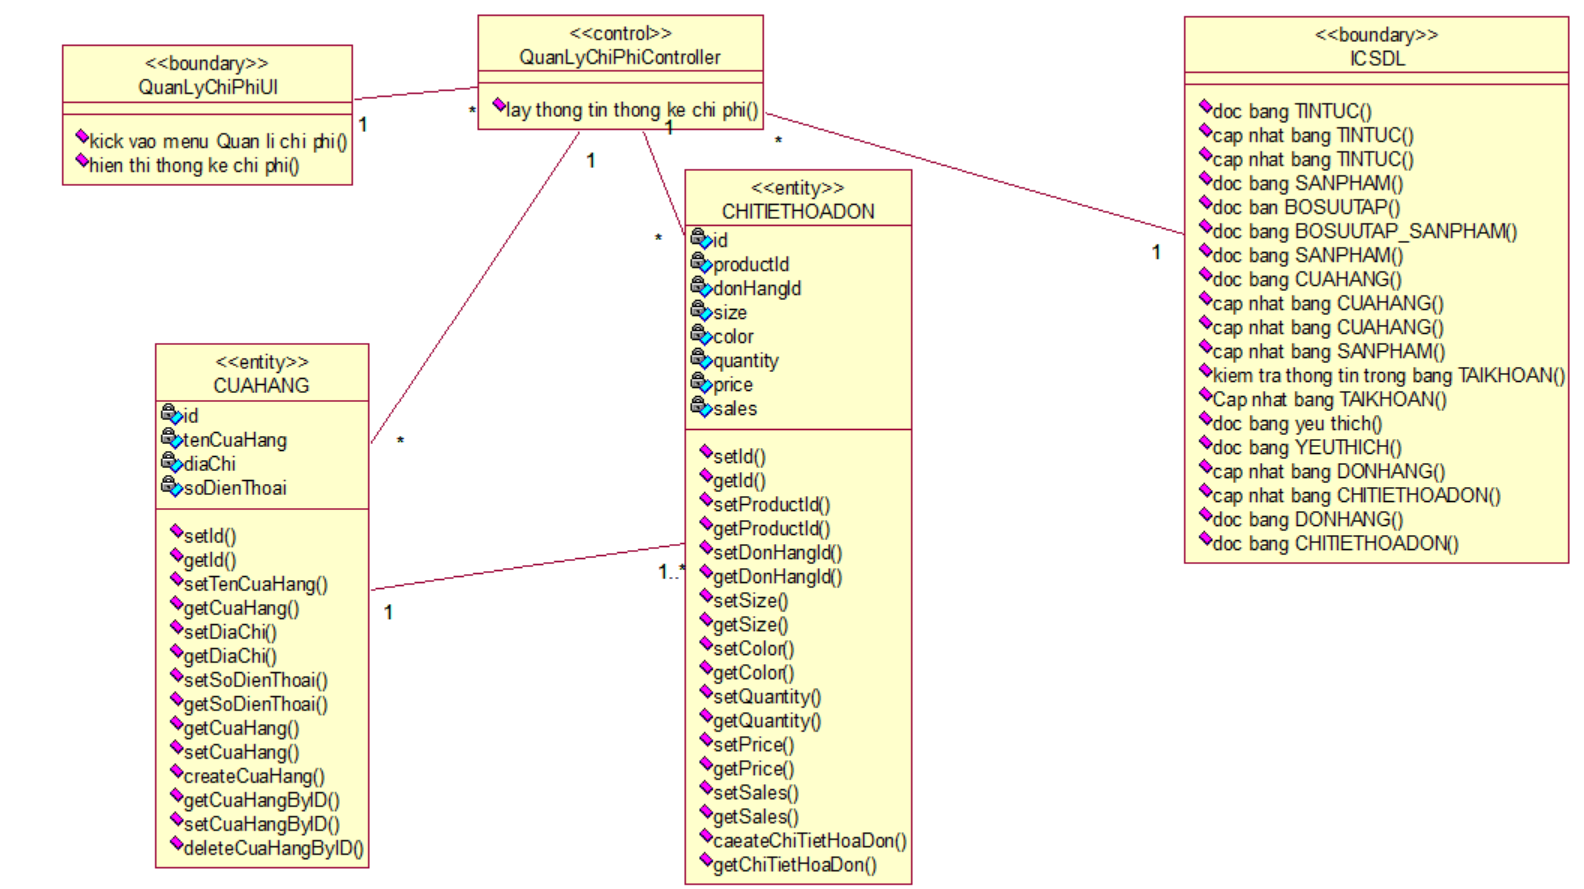 <<boundary>>
QuanLyChiPhiUI
kick vao menu Quan li chi phi()
hien thi thong ke chi phi()
1
*
<<control>>
QuanLyChiPhiController
lay thong tin thong ke chi phi()
1
1
*
*
*
1
<<boundary>>
ICSDL
doc bang TINTUC()
cap nhat bang TINTUC()
cap nhat bang TINTUC()
doc bang SANPHAM()
doc ban BOSUUTAP()
doc bang BOSUUTAP_SANPHAM()
doc bang SANPHAM()
doc bang CUAHANG()
cap nhat bang CUAHANG()
cap nhat bang CUAHANG()
cap nhat bang SANPHAM()
kiem tra thong tin trong bang TAIKHOAN()
Cap nhat bang TAIKHOAN()
doc bang yeu thich()
doc bang YEUTHICH()
cap nhat bang DONHANG()
cap nhat bang CHITIETHOADON()
doc bang DONHANG()
doc bang CHITIETHOADON()
<<entity>>
CUAHANG
id
tenCuaHang
diaChi
soDienThoai
setId()
getId()
setTenCuaHang()
getCuaHang()
setDiaChi()
getDiaChi()
setSoDienThoai()
getSoDienThoai()
getCuaHang()
setCuaHang()
createCuaHang()
getCuaHangByID()
setCuaHangByID()
deleteCuaHangByID()
1
1..*
<<entity>>
CHITIETHOADON
id
productId
donHangId
size
color
quantity
price
sales
setId()
getId()
setProductId()
getProductId()
setDonHangId()
getDonHangId()
setSize()
getSize()
setColor()
getColor()
setQuantity()
getQuantity()
setPrice()
getPrice()
setSales()
getSales()
caeateChiTietHoaDon()
getChiTietHoaDon()